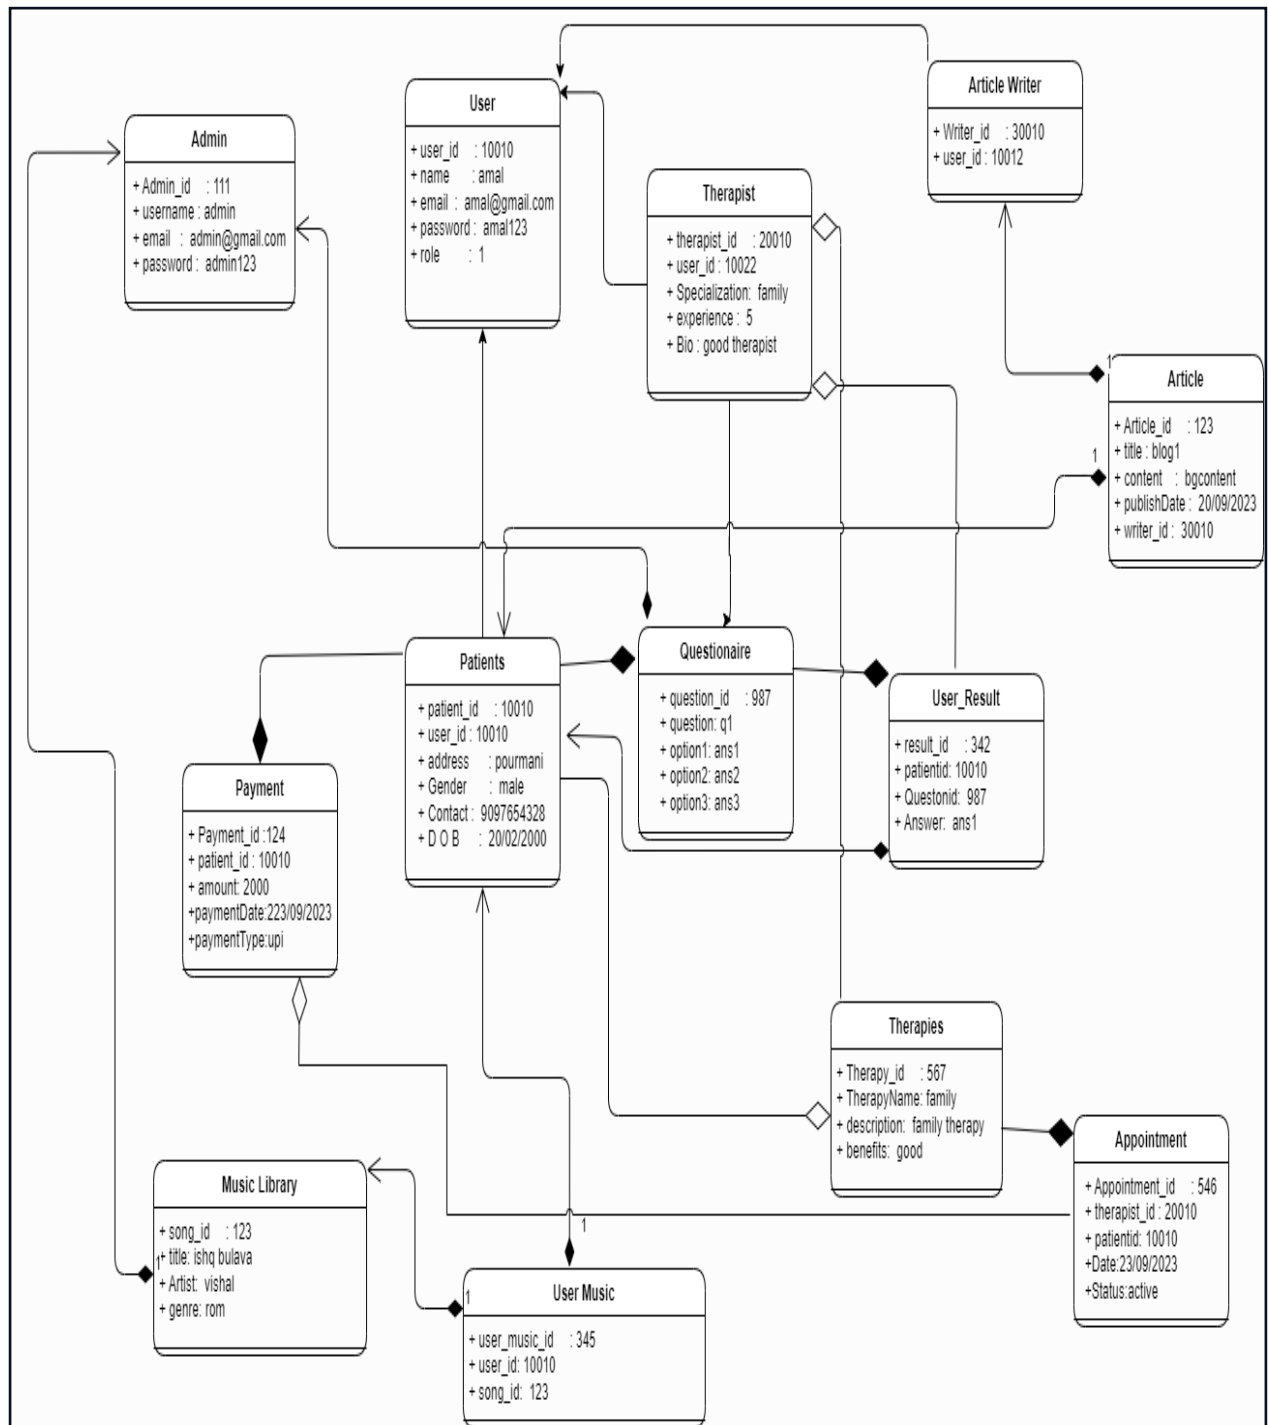 Article Writer
+ Writer_id : 30010
+ user_id : 10012
User
+ user_id : 10010
+ name : amal
+ email : amal@gmail.com
+ password : amal123
+ role : 1
Admin
+ Admin_id : 111
+ username : admin
+ email : admin@gmail.com
+ password : admin123
Therapist
+ therapist_id : 20010
+ user_id : 10022
+ Specialization: family
+ experience : 5
+ Bio : good therapist
1
Article
+ Article_id : 123
+ title : blog1
+ content : bgcontent
+ publishDate : 20/09/2023
+ writer_id : 30010
1
Patients
+ patient_id : 10010
+ user_id : 10010
+ address : pourmani
+ Gender : male
+ Contact : 9097654328
+ D O B : 20/02/2000
Questionaire
+ question_id : 987
+ question: q1
+ option1: ans1
+ option2: ans2
+ option3: ans3
User_Result
+ result_id : 342
+ patientid: 10010
+ Questonid: 987
+ Answer: ans1
Payment
+ Payment_id :124
+ patient_id : 10010
+ amount: 2000
+paymentDate:223/09/2023
+paymentType:upi
Therapies
+ Therapy_id : 567
+ TherapyName: family
+ description: family therapy
+ benefits: good
Appointment
+ Appointment_id : 546
+ therapist_id : 20010
+ patientid: 10010
+Date:23/09/2023
+Status:active
Music Library
+ song_id : 123
+ title: ishq bulava
+ Artist: vishal
+ genre: rom
1
1
User Music
1
+ user_music_id : 345
+ user_id: 10010
+ song_id: 123